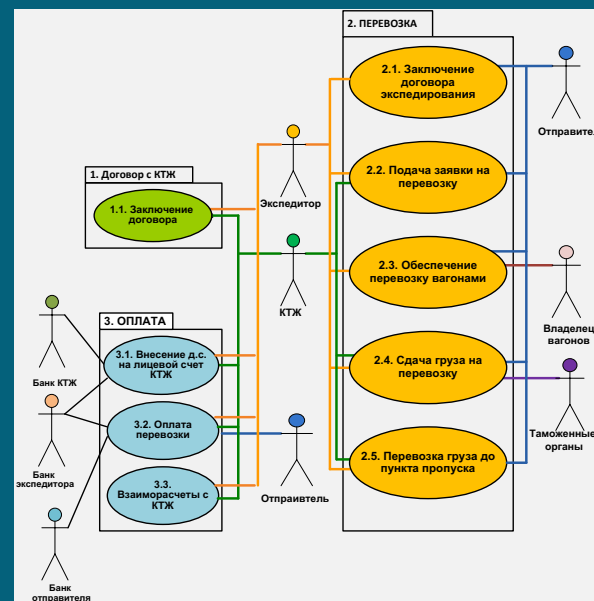 2. ПЕРЕВОЗКА
2.1. Заключение
договора
экспедирования
Отправител
1. Договор с КТЖ
1.1. Заключение
договора
Экспедитор
2.2. Подача заявки на
перевозку
КТЖ
2.3. Обеспечение
перевозку вагонами
Владелец
вагонов
3. ОПЛАТА
3.1. Внесение д.с.
на лицевой счет
КТЖ
Банк КТЖ
2.4. Сдача груза на
перевозку
Таможенные
органы
3.2. Оплата
перевозки
Банк
экспедитора
Отпраивтель
2.5. Перевозка груза до
пункта пропуска
3.3.
Взаиморасчеты с
КТЖ
Банк
отправителя